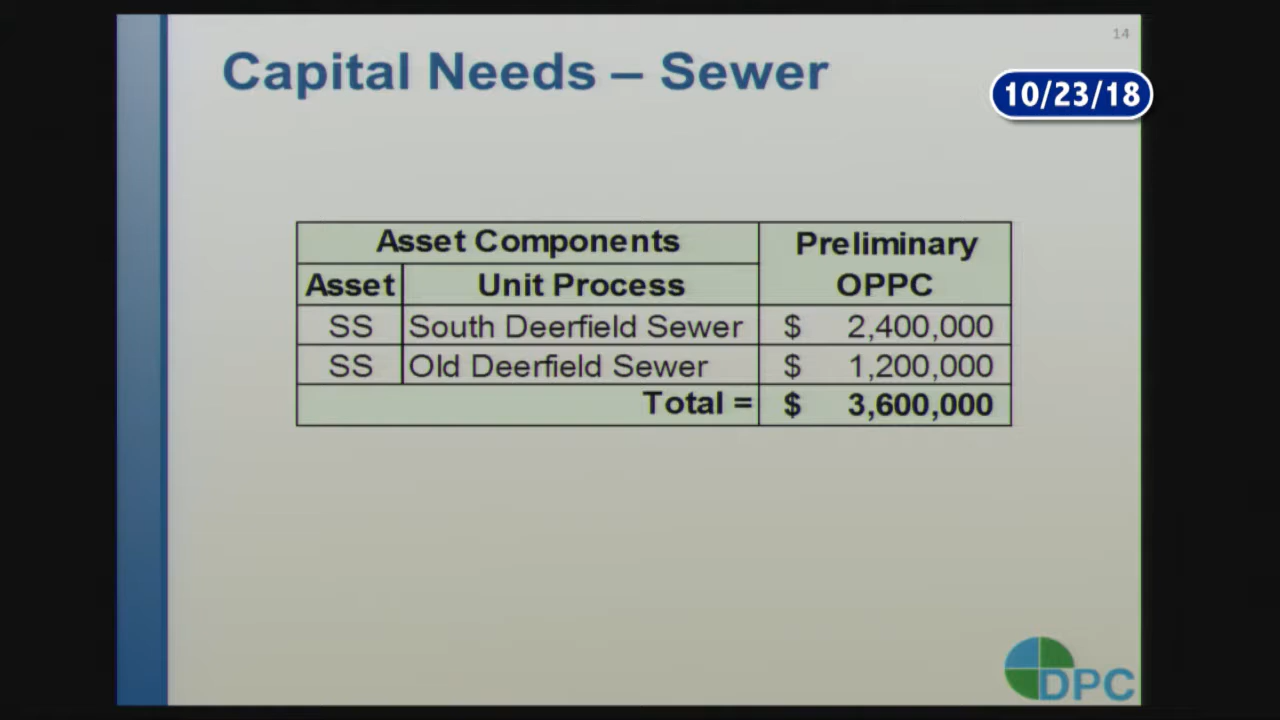 14
Capital Needs – Sewer
10/23/18
Asset Components
Preliminary OPPC
Asset Unit Process
SS South Deerfield Sewer $ 2,400,000
SS Old Deerfield Sewer $ 1,200,000
Total = $ 3,600,000
DPC